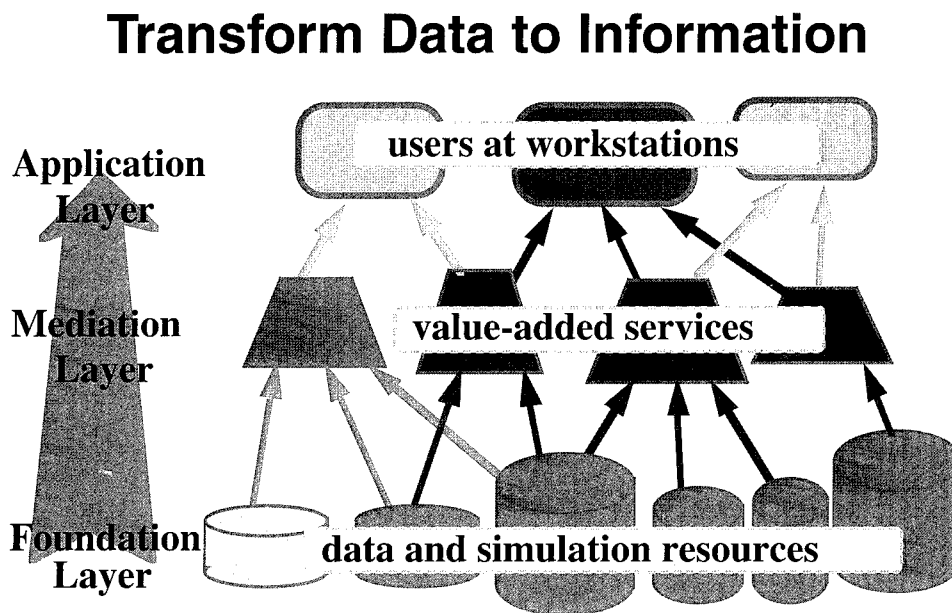 Transform Data to Information
users at workstations
Application
Layer
value-added services
Mediation
Layer
data and simulation resources
Foundation
Layer